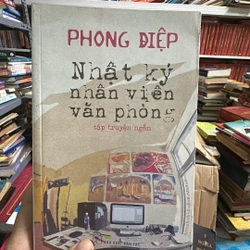 PHONG ĐIỆP
Nhật ký
nhân viên
văn phòng
tập truyện ngắn